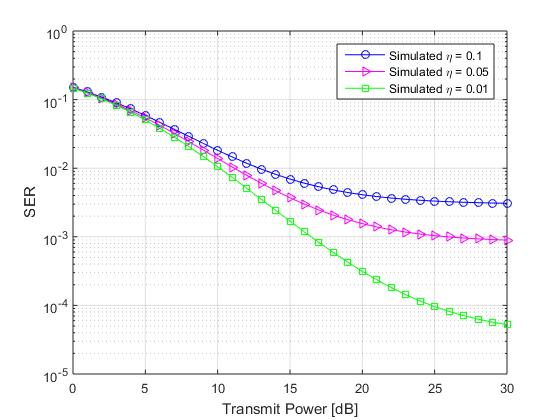 10^0
10^-1
10^-2
10^-3
10^-4
10^-5
SER
0 5 10 15 20 25 30
Transmit Power [dB]
Simulated η = 0.1
Simulated η = 0.05
Simulated η = 0.01